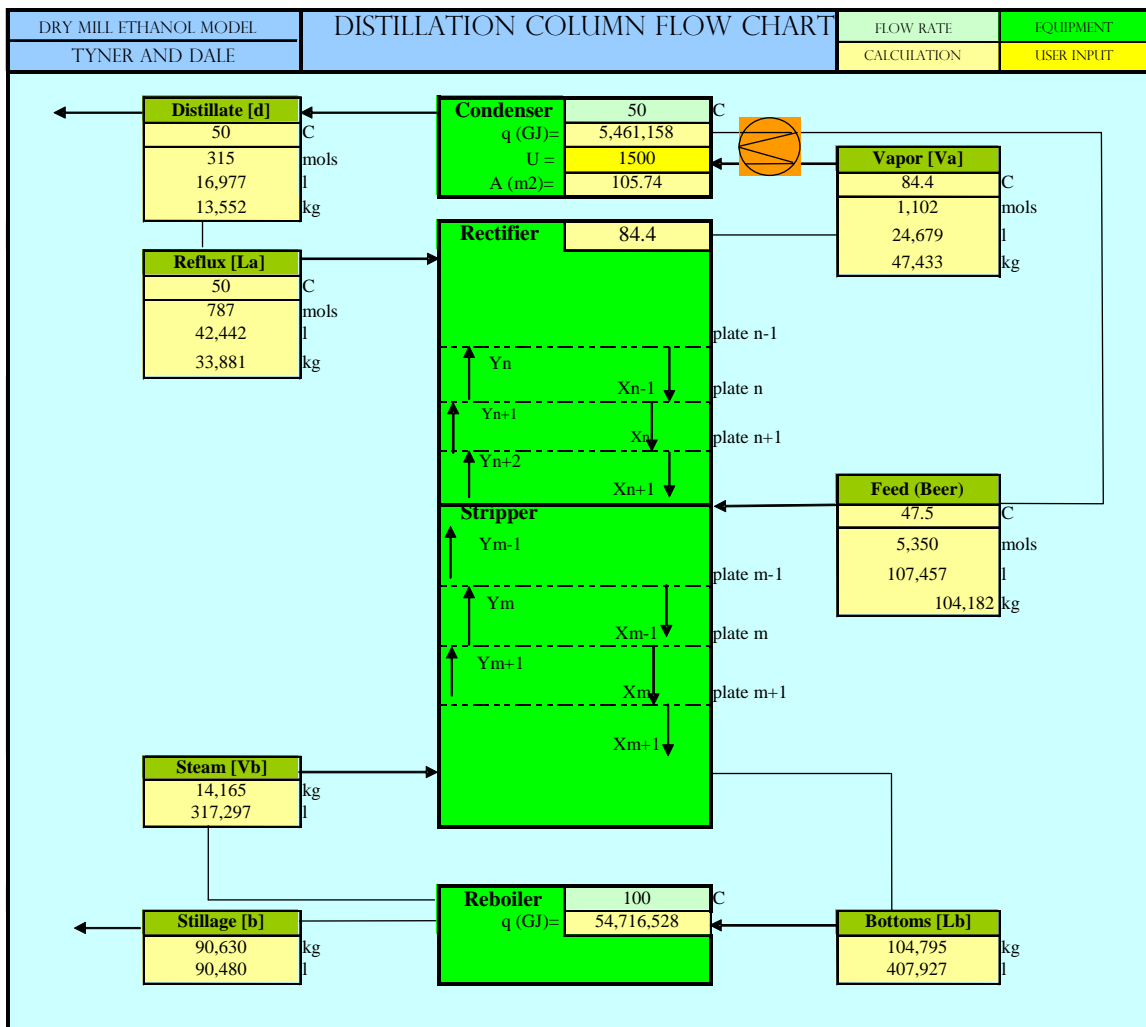 DRY MILL ETHANOL MODEL
TYNER AND DALE
DISTILLATION COLUMN FLOW CHART
FLOW RATE
EQUIPMENT
CALCULATION
USER INPUT
Distillate [d]
50 C
315 mols
16,977 l
13,552 kg
Condenser 50 C
q (GJ)= 5,461,158
U = 1500
A (m2)= 105.74
Vapor [Va]
84.4 C
1,102 mols
24,679 l
47,433 kg
Reflux [La]
50 C
787 mols
42,442 l
33,881 kg
Rectifier 84.4
plate n-1
Yn
Xn-1
plate n
Yn+1
Xn
plate n+1
Yn+2
Xn+1
Feed (Beer)
47.5 C
5,350 mols
107,457 l
104,182 kg
Stripper
Ym-1
plate m-1
Ym
Xm-1
plate m
Ym+1
Xm
plate m+1
Xm+1
Steam [Vb]
14,165 kg
317,297 l
Reboiler 100 C
q (GJ)= 54,716,528
Stillage [b]
90,630 kg
90,480 l
Bottoms [Lb]
104,795 kg
407,927 l